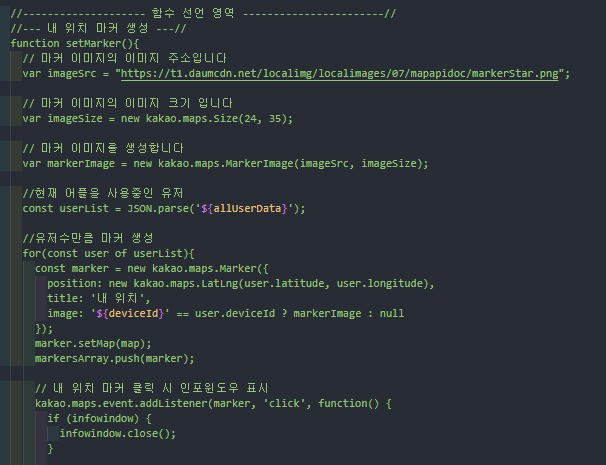 //-------------------- 함수 선언 영역 -----------------------//
//--- 내 위치 마커 생성 ---//
function setMarker(){
// 마커 이미지의 이미지 주소입니다
var imageSrc = "https://t1.daumcdn.net/localimg/localimages/07/mapapidoc/markerStar.png";
// 마커 이미지의 이미지 크기 입니다
var imageSize = new kakao.maps.Size(24, 35);
// 마커 이미지를 생성합니다
var markerImage = new kakao.maps.MarkerImage(imageSrc, imageSize);
//현재 어플을 사용중인 유저
const userList = JSON.parse('${allUserData}');
//유저수만큼 마커 생성
for(const user of userList){
const marker = new kakao.maps.Marker({
position: new kakao.maps.LatLng(user.latitude, user.longitude),
title: '내 위치',
image: '${deviceId}' == user.deviceId ? markerImage : null
});
marker.setMap(map);
markersArray.push(marker);
// 내 위치 마커 클릭 시 인포윈도우 표시
kakao.maps.event.addListener(marker, 'click', function() {
if (infowindow) {
infowindow.close();
}